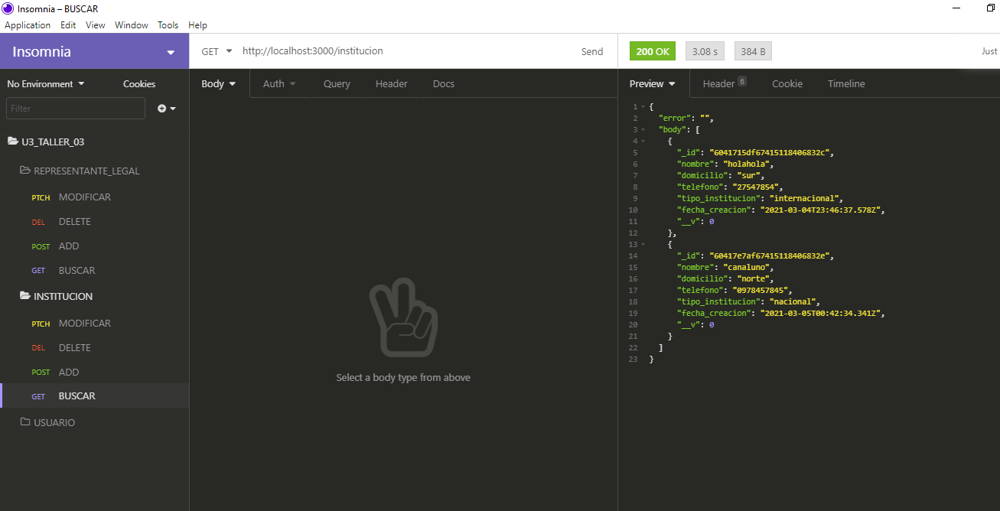 Insomnia – BUSCAR
Application Edit View Window Tools Help
Insomnia
GET http://localhost:3000/institucion Send
200 OK 3.08 s 384 B Just
No Environment Cookies
Body Auth Query Header Docs
Preview Header 6 Cookie Timeline
Filter
U3_TALLER_03
REPRESENTANTE_LEGAL
PTCH MODIFICAR
DEL DELETE
POST ADD
GET BUSCAR
INSTITUCION
PTCH MODIFICAR
DEL DELETE
POST ADD
GET BUSCAR
USUARIO
Select a body type from above
1 {
2 "error": "",
3 "body": [
4 {
5 "_id": "6041715df67415118406832c",
6 "nombre": "holahola",
7 "domicilio": "sur",
8 "telefono": "27547854",
9 "tipo_institucion": "internacional",
10 "fecha_creacion": "2021-03-04T23:46:37.578Z",
11 "__v": 0
12 },
13 {
14 "_id": "60417e7af67415118406832e",
15 "nombre": "canaluno",
16 "domicilio": "norte",
17 "telefono": "0978457845",
18 "tipo_institucion": "nacional",
19 "fecha_creacion": "2021-03-05T00:42:34.341Z",
20 "__v": 0
21 }
22 ]
23 }